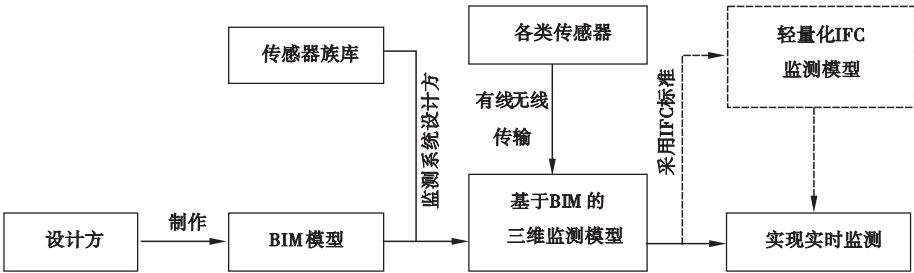 传感器族库
各类传感器
轻量化IFC
监测模型
监测系统设计方
有线无线
传输
采用IFC标准
设计方
制作
BIM模型
基于BIM的
三维监测模型
实现实时监测